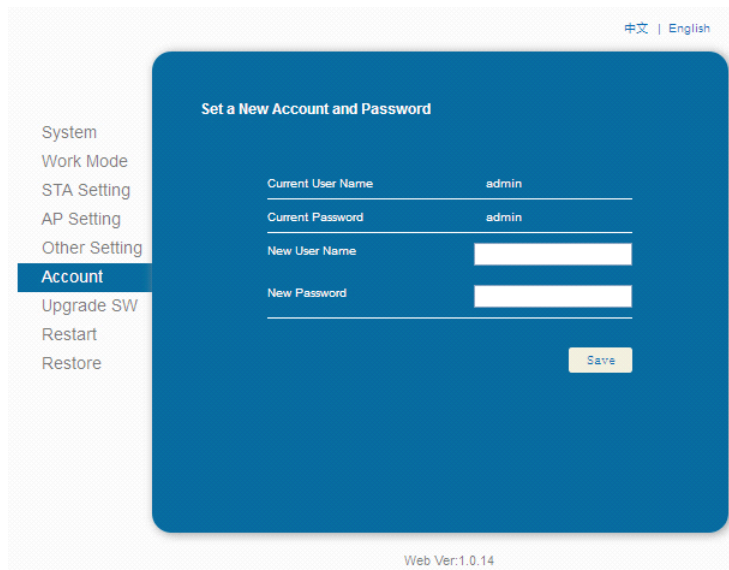 中文 | English
Set a New Account and Password
System
Work Mode
STA Setting
AP Setting
Other Setting
Account
Upgrade SW
Restart
Restore
Current User Name admin
Current Password admin
New User Name
New Password
Save
Web Ver:1.0.14